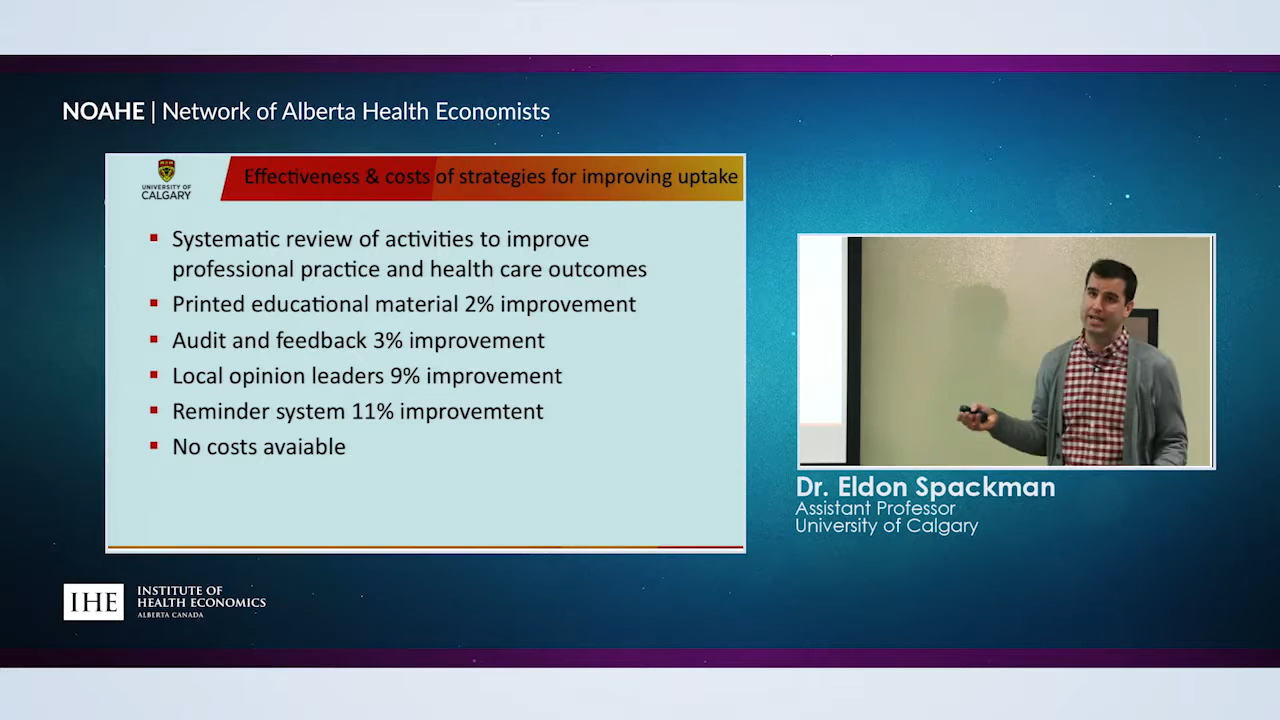 NOAHE | Network of Alberta Health Economists
UNIVERSITY OF
CALGARY
Effectiveness & costs of strategies for improving uptake
Systematic review of activities to improve
professional practice and health care outcomes
Printed educational material 2% improvement
Audit and feedback 3% improvement
Local opinion leaders 9% improvement
Reminder system 11% improvemtent
No costs avaiable
Dr. Eldon Spackman
Assistant Professor
University of Calgary
IHE
INSTITUTE OF
HEALTH ECONOMICS
ALBERTA CANADA